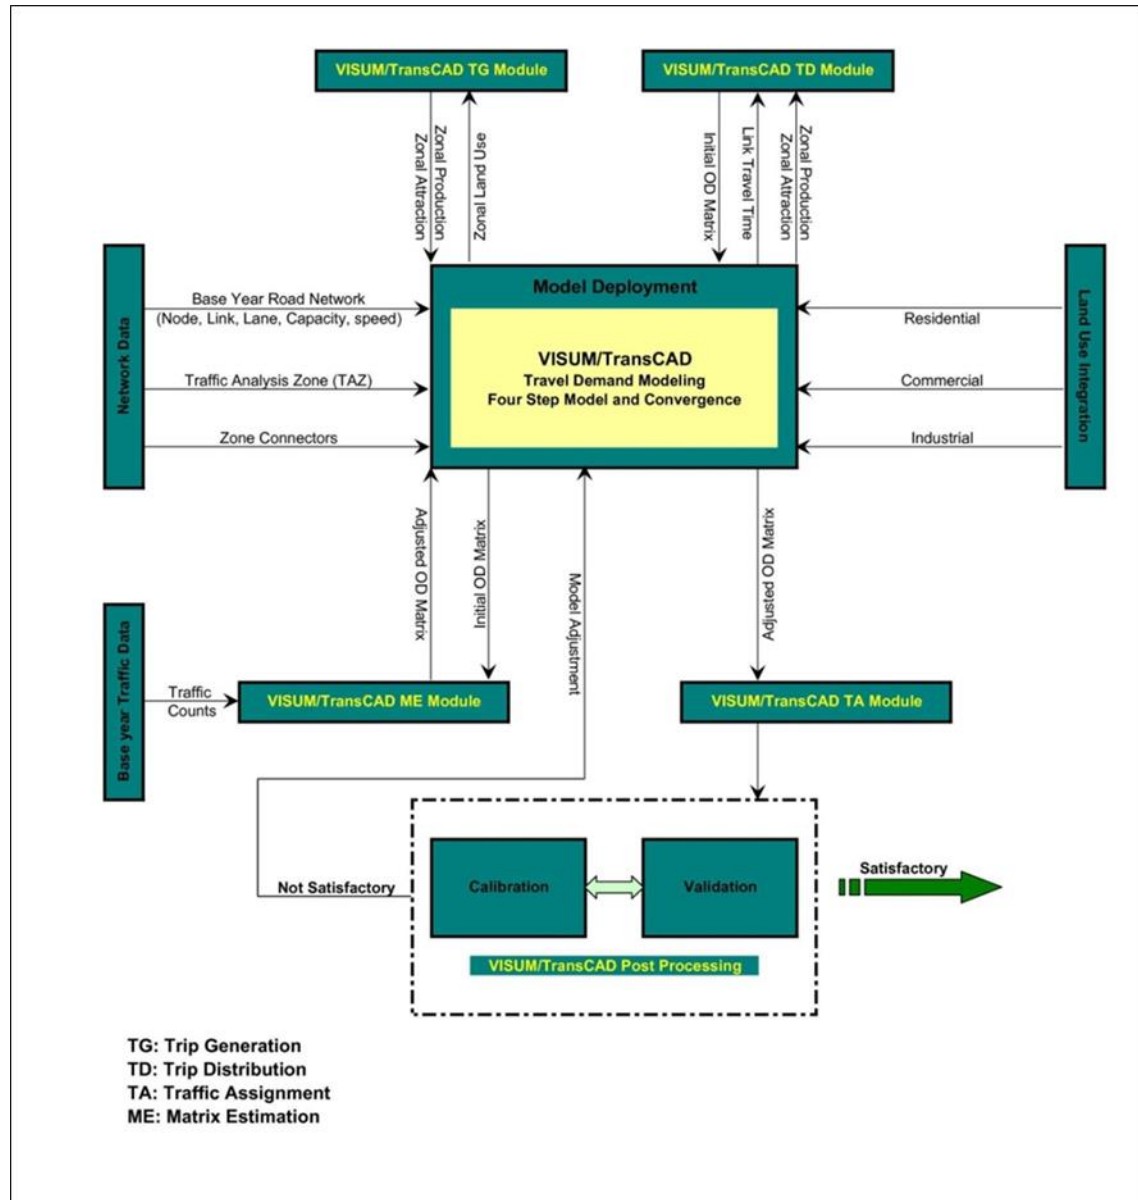 VISUM/TransCAD TG Module
VISUM/TransCAD TD Module
Zonal Production
Zonal Attraction
Zonal Land Use
Initial OD Matrix
Link Travel Time
Zonal Production
Zonal Attraction
Network Data
Base Year Road Network
(Node, Link, Lane, Capacity, speed)
Traffic Analysis Zone (TAZ)
Zone Connectors
Model Deployment
VISUM/TransCAD
Travel Demand Modeling
Four Step Model and Convergence
Residential
Commercial
Industrial
Land Use Integration
Adjusted OD Matrix
Initial OD Matrix
Model Adjustment
Adjusted OD Matrix
Base year Traffic Data
Traffic
Counts
VISUM/TransCAD ME Module
VISUM/TransCAD TA Module
Not Satisfactory
Calibration
Validation
Satisfactory
VISUM/TransCAD Post Processing
TG: Trip Generation
TD: Trip Distribution
TA: Traffic Assignment
ME: Matrix Estimation